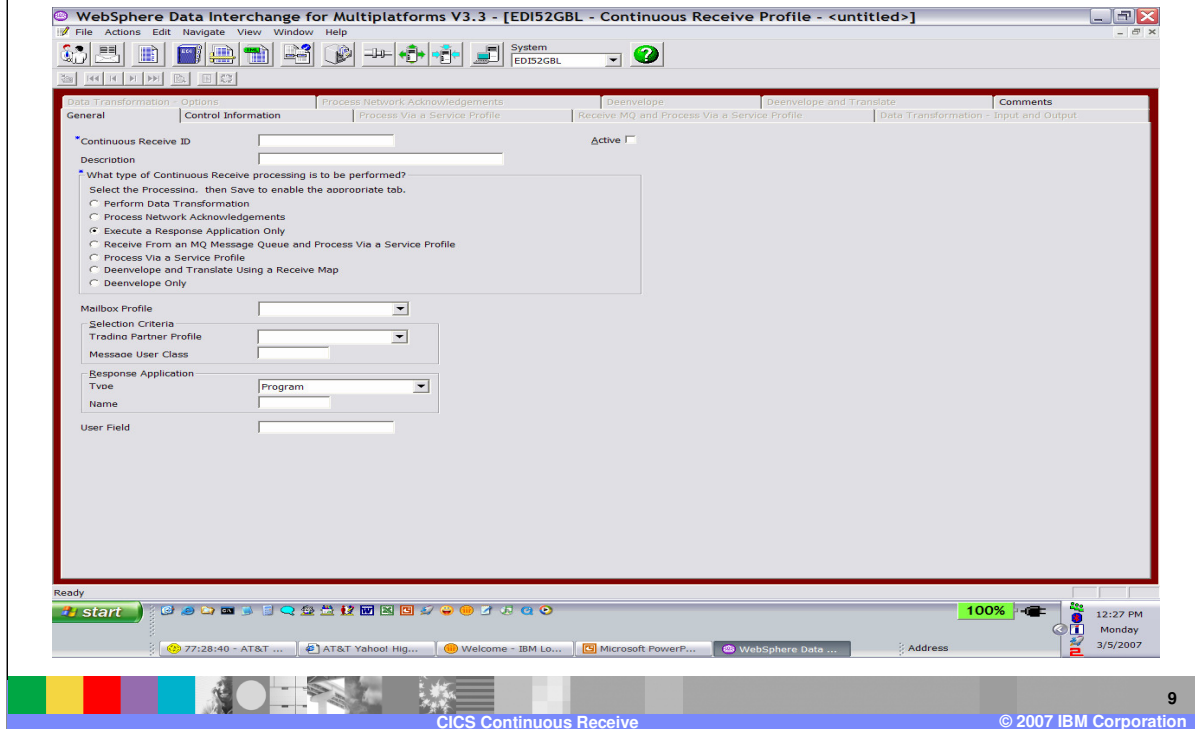 WebSphere Data Interchange for Multiplatforms V3.3 - [EDI52GBL - Continuous Receive Profile - <untitled>]
File Actions Edit Navigate View Window Help
System
EDI52GBL
Data Transformation - Options Process Network Acknowledgements Deenvelope Deenvelope and Translate Comments
General Control Information Process Via a Service Profile Receive MQ and Process Via a Service Profile Data Transformation - Input and Output
*Continuous Receive ID Active
Description
* What type of Continuous Receive processing is to be performed?
Select the Processing, then Save to enable the appropriate tab.
Perform Data Transformation
Process Network Acknowledgements
Execute a Response Application Only
Receive From an MQ Message Queue and Process Via a Service Profile
Process Via a Service Profile
Deenvelope and Translate Using a Receive Map
Deenvelope Only
Mailbox Profile
Selection Criteria
Trading Partner Profile
Message User Class
Response Application
Type Program
Name
User Field
Ready
start 100% 12:27 PM
Monday
77:28:40 - AT&T ... AT&T Yahoo! Hig... Welcome - IBM Lo... Microsoft PowerP... WebSphere Data ... Address 3/5/2007
9
CICS Continuous Receive © 2007 IBM Corporation